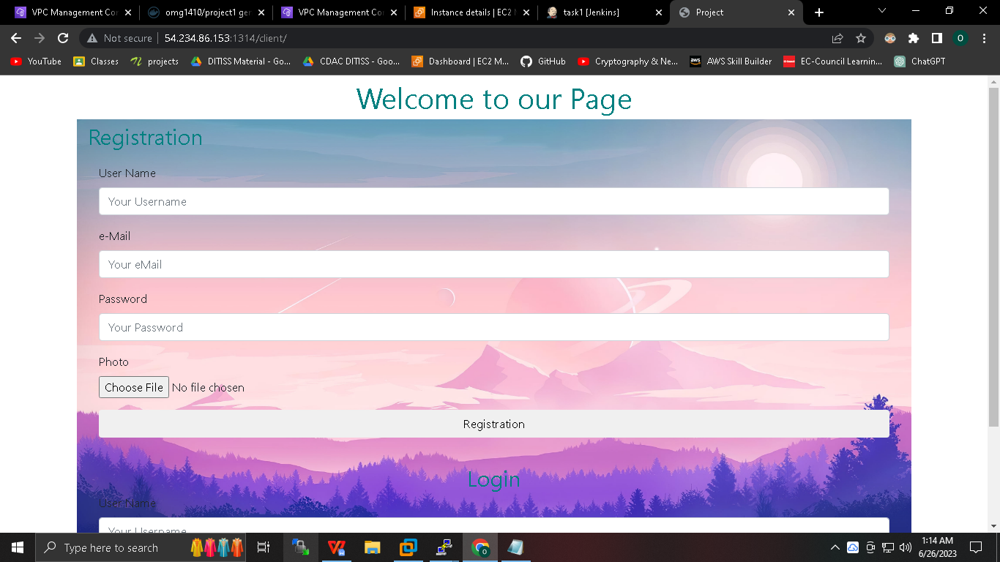 VPC Management Con
omg1410/project1 gen
VPC Management Con
Instance details | EC2 M
task1 [Jenkins]
Project
Not secure
54.234.86.153:1314/client/
O
YouTube
Classes
projects
DITISS Material - Go...
CDAC DITISS - Goo...
Dashboard | EC2 M...
GitHub
Cryptography & Ne...
aws
AWS Skill Builder
EC-Council Learnin...
ChatGPT
Welcome to our Page
Registration
User Name
Your Username
e-Mail
Your eMail
Password
Your Password
Photo
Choose File No file chosen
Registration
Login
User Name
Your Username
Type here to search
1:14 AM
6/26/2023